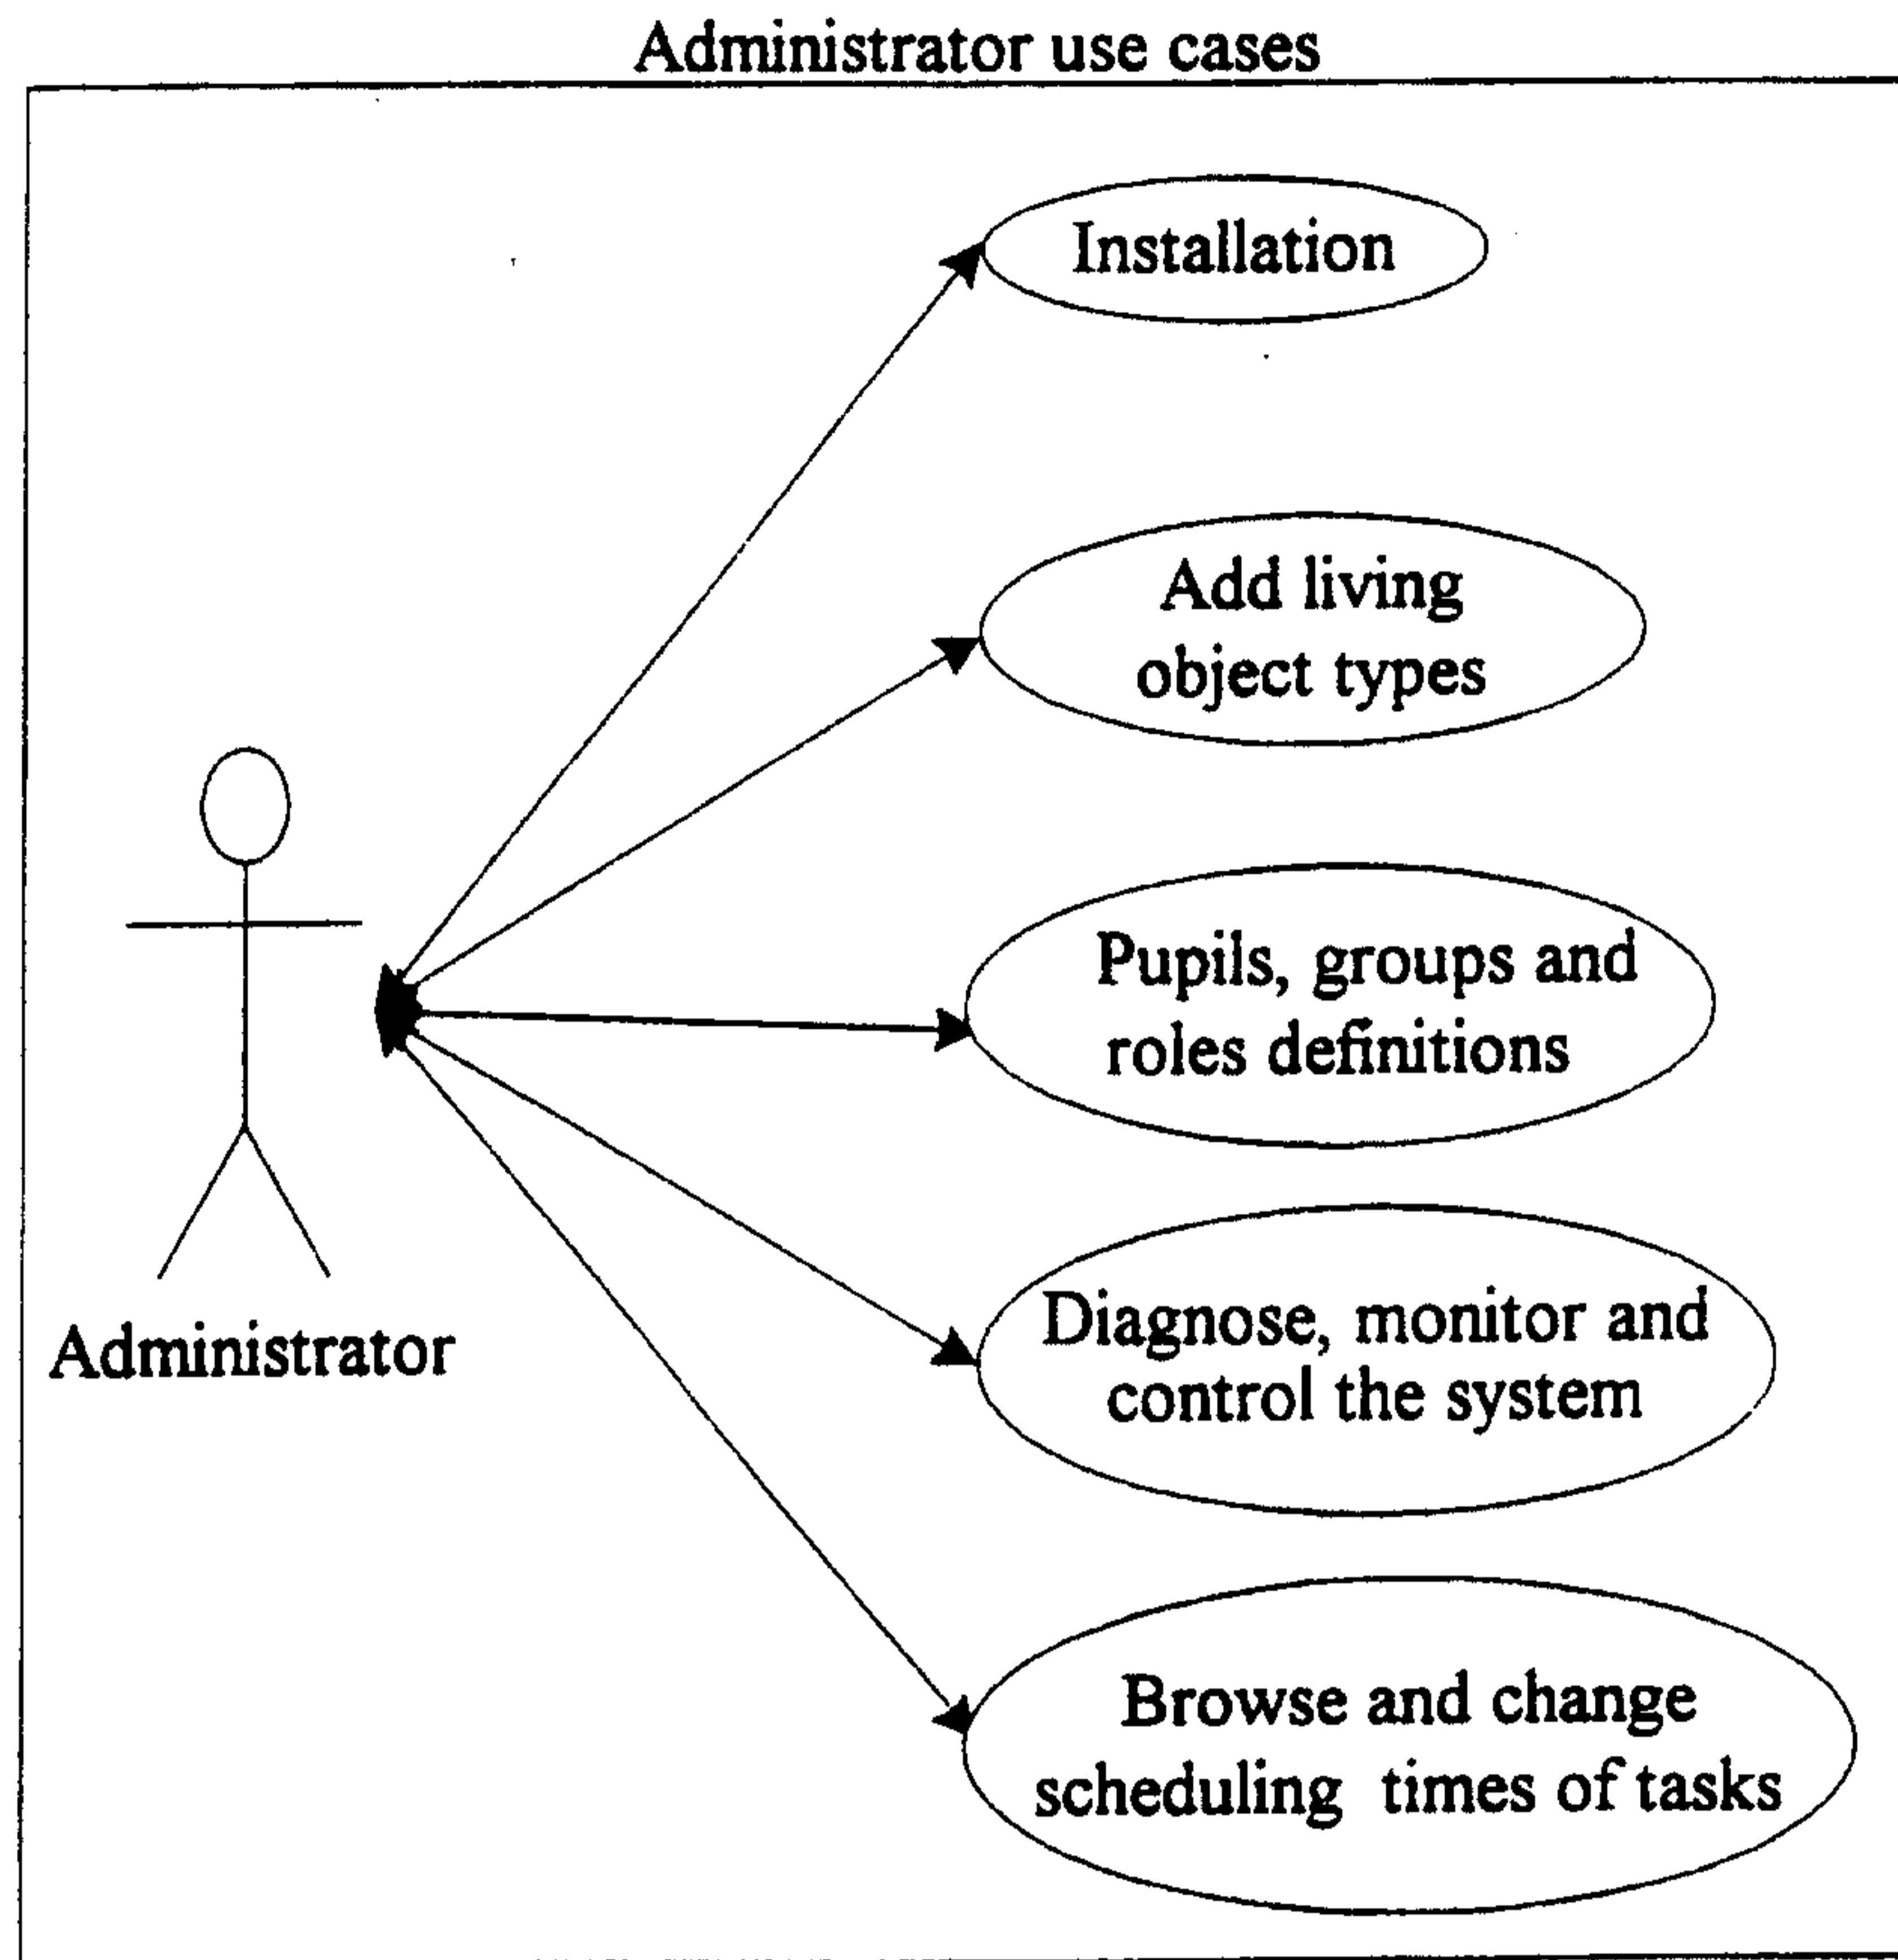 Administrator use cases
Installation
Add living
object types
Pupils, groups and
roles definitions
Diagnose, monitor and
control the system
Administrator
Browse and change
scheduling times of tasks